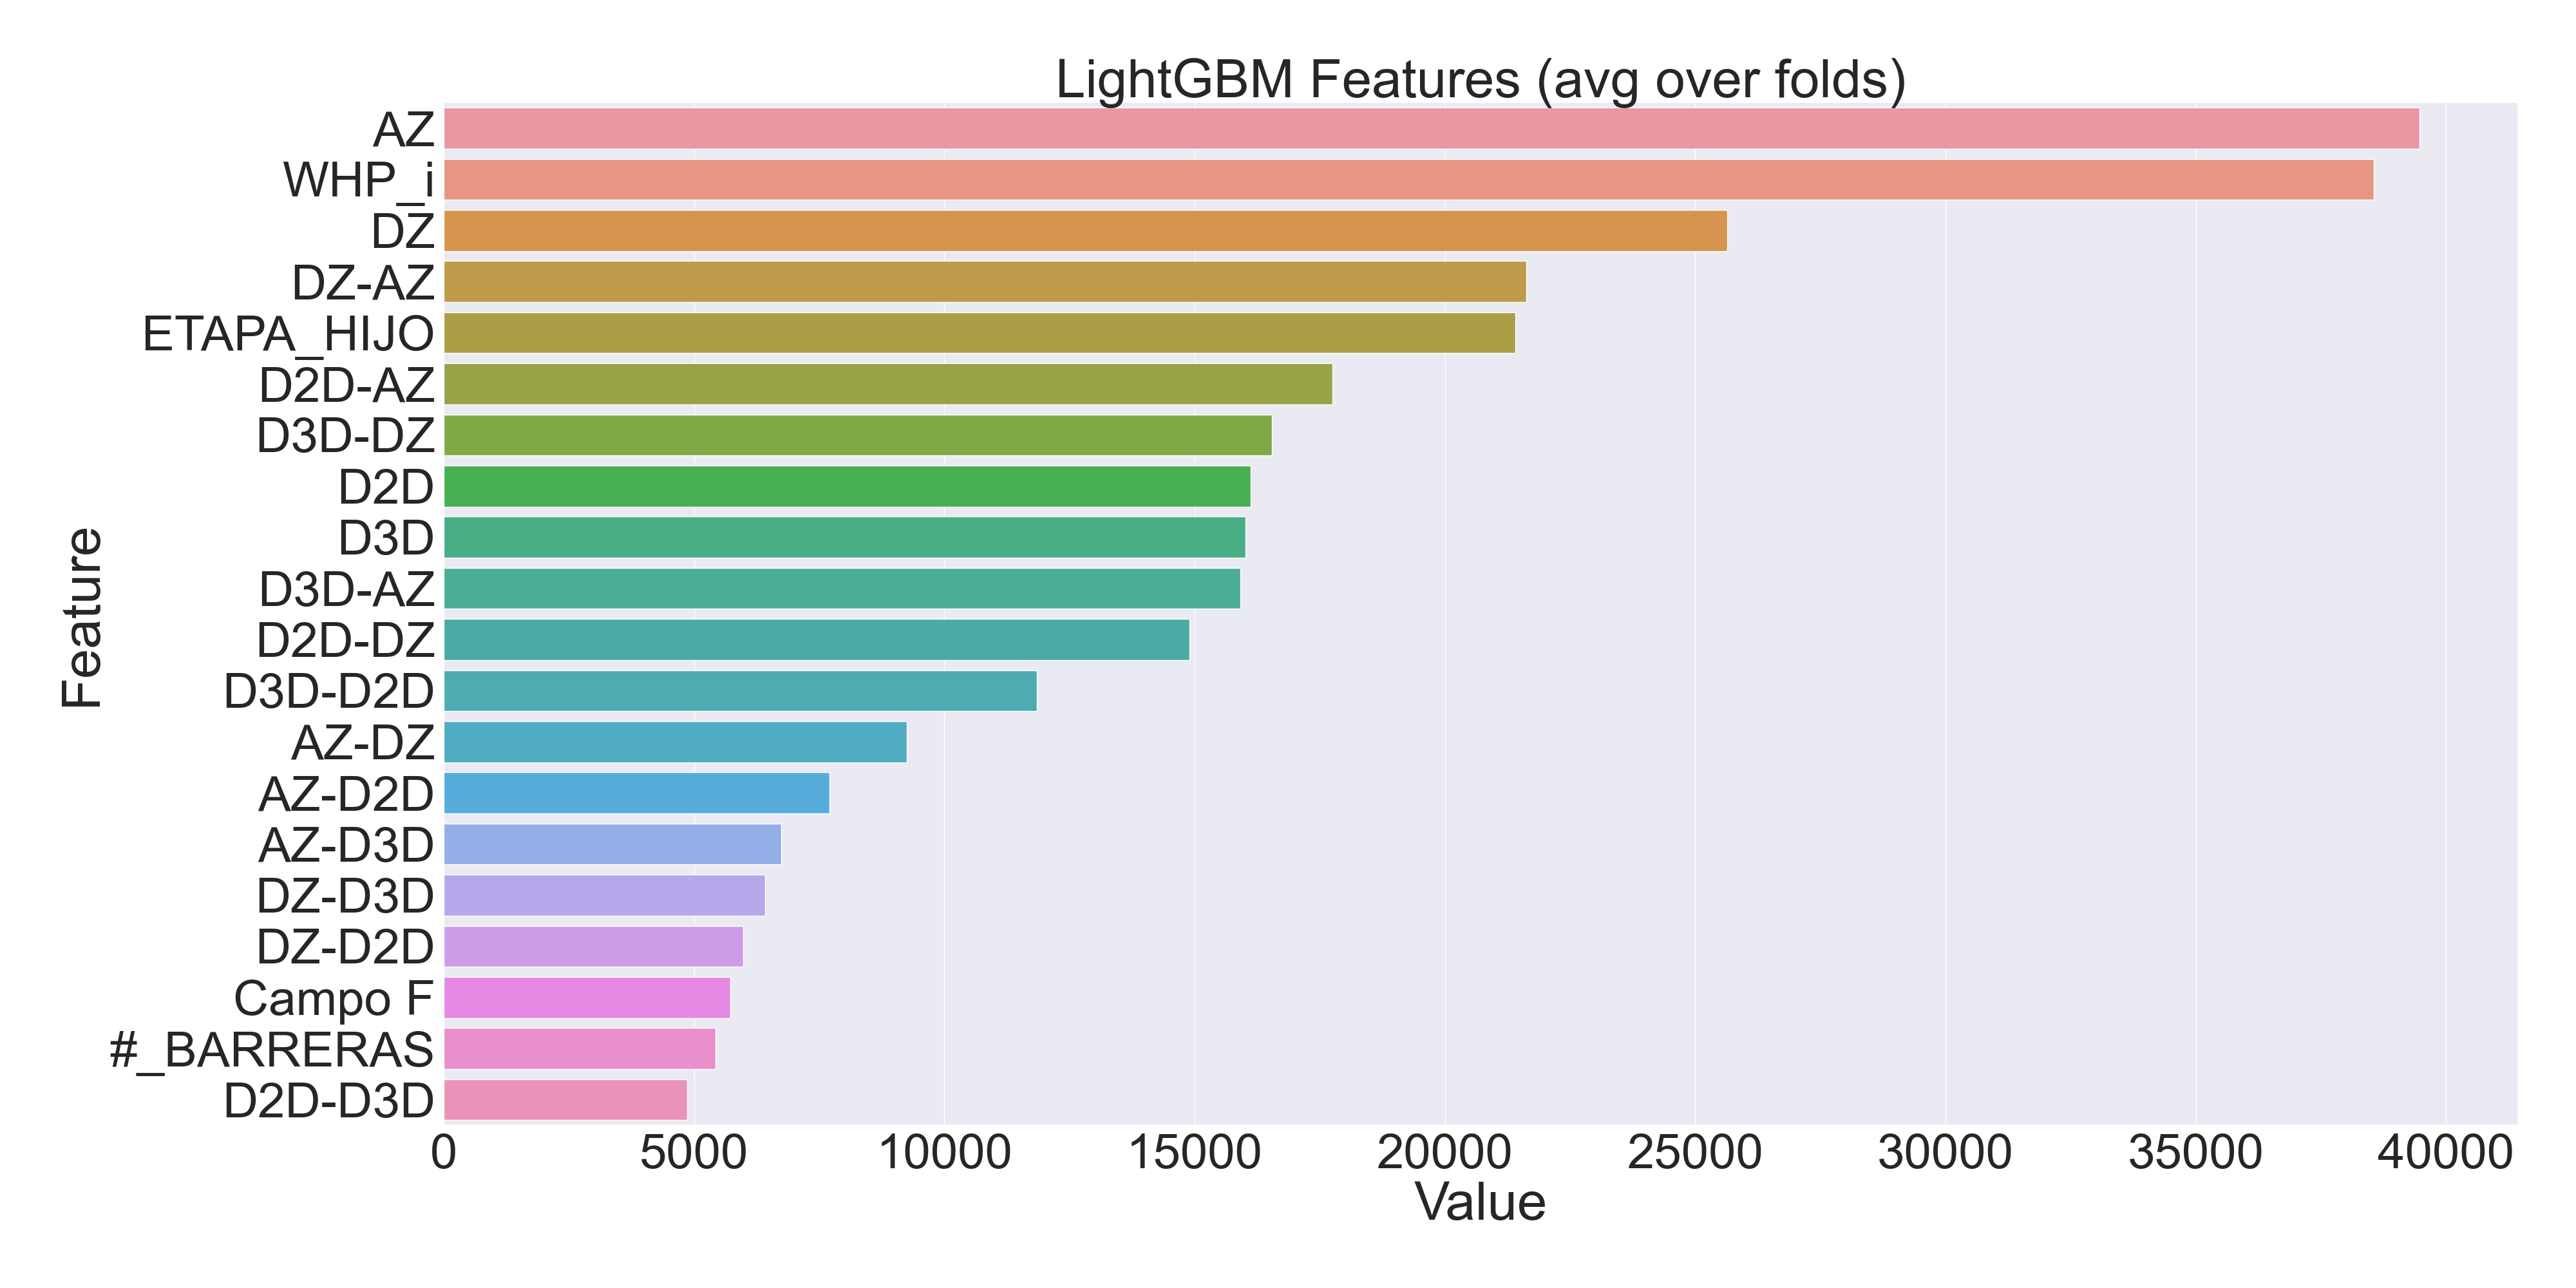 LightGBM Features (avg over folds)
AZ
WHP_i
DZ
DZ-AZ
ETAPA_HIJO
D2D-AZ
D3D-DZ
D2D
D3D
D3D-AZ
D2D-DZ
D3D-D2D
AZ-DZ
AZ-D2D
AZ-D3D
DZ-D3D
DZ-D2D
Campo F
#_BARRERAS
D2D-D3D
Feature
0 5000 10000 15000 20000 25000 30000 35000 40000
Value